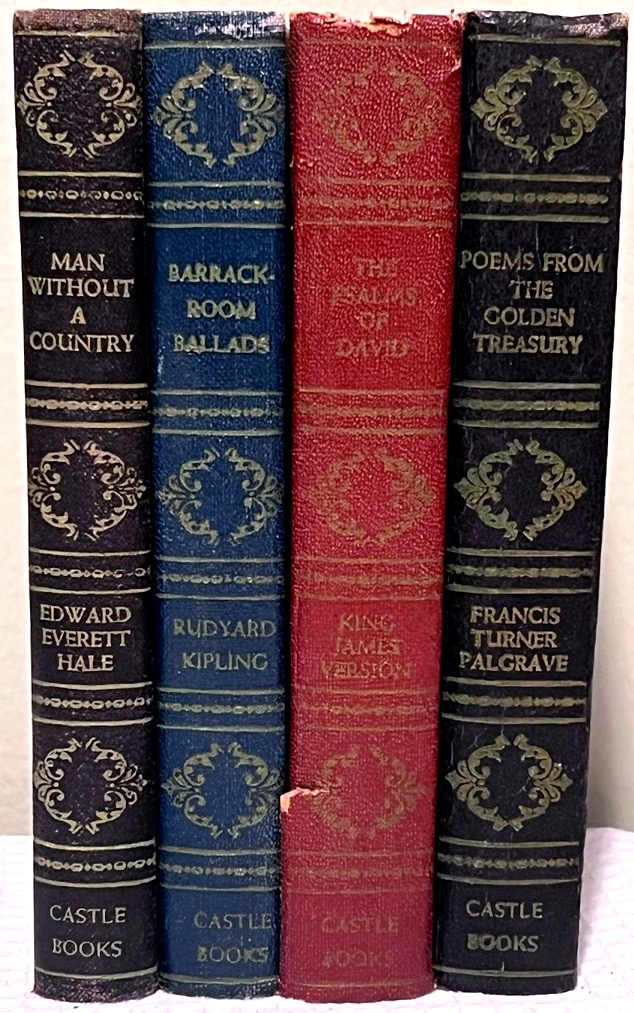 MAN
WITHOUT
A
COUNTRY
EDWARD
EVERETT
HALE
CASTLE
BOOKS
BARRACK-
ROOM
BALLADS
RUDYARD
KIPLING
CASTLE
BOOKS
THE
PSALMS
OF
DAVID
KING
JAMES
VERSION
CASTLE
BOOKS
POEMS FROM
THE
GOLDEN
TREASURY
FRANCIS
TURNER
PALGRAVE
CASTLE
BOOKS